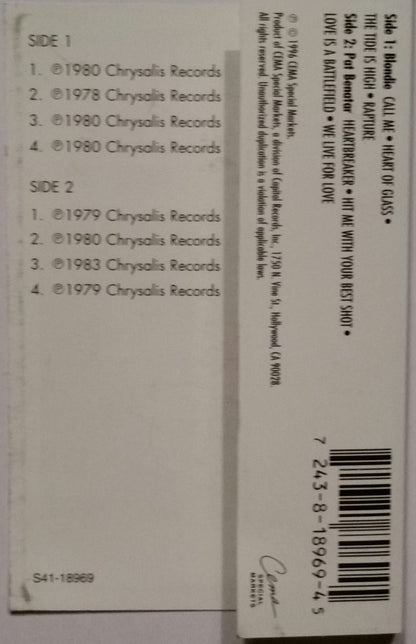 SIDE 1
1. ℗1980 Chrysalis Records
2. ℗1978 Chrysalis Records
3. ℗1980 Chrysalis Records
4. ℗1980 Chrysalis Records
SIDE 2
1. ℗1979 Chrysalis Records
2. ℗1980 Chrysalis Records
3. ℗1983 Chrysalis Records
4. ℗1979 Chrysalis Records
S41-18969
Side 1: Blondie CALL ME • HEART OF GLASS •
THE TIDE IS HIGH • RAPTURE
Side 2: Pat Benatar HEARTBREAKER • HIT ME WITH YOUR BEST SHOT •
LOVE IS A BATTLEFIELD • WE LIVE FOR LOVE
℗ © 1996 CEMA Special Markets.
Product of CEMA Special Markets, a division of Capitol Records, Inc., 1750 N. Vine St., Hollywood, CA 90028.
All rights reserved. Unauthorized duplication is a violation of applicable laws.
7 243-8-18969-4 5
Cema
SPECIAL
MARKETS